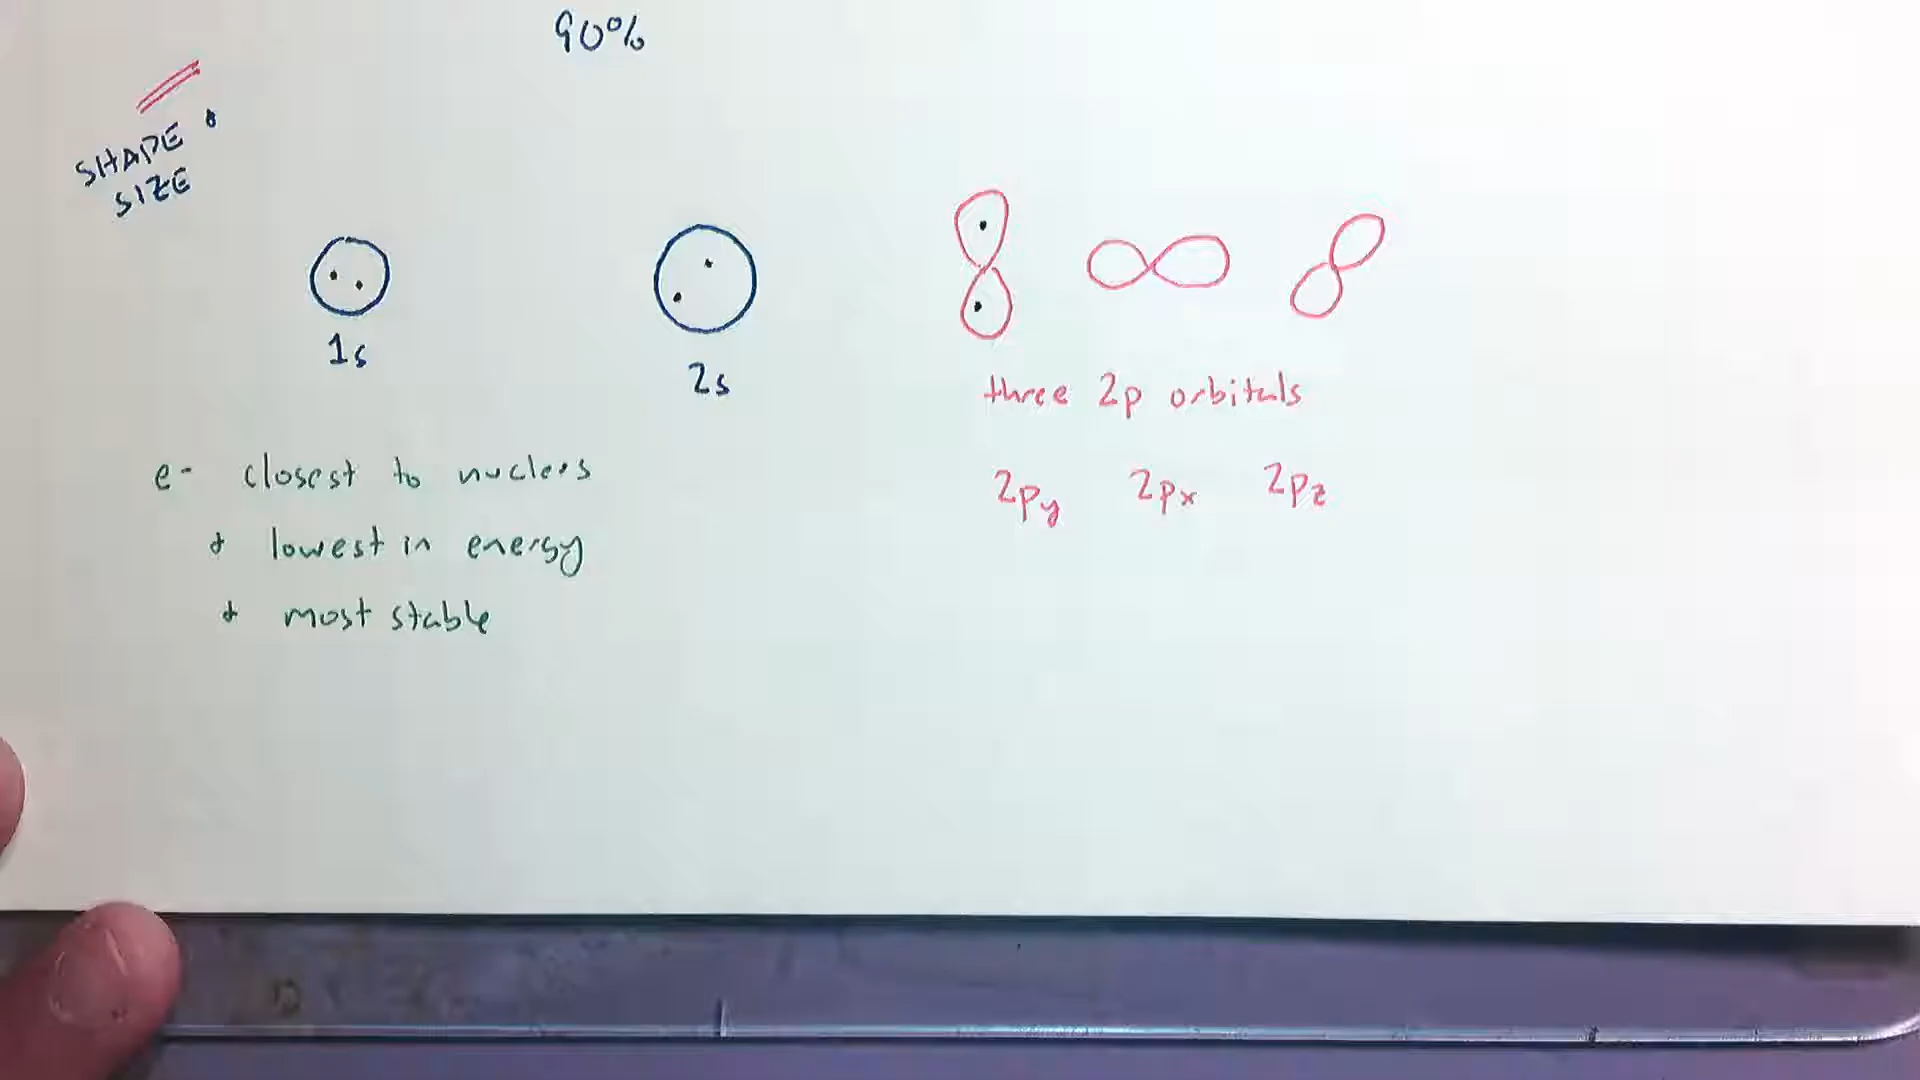 90%
SHAPE
SIZE
1s
2s
three 2p orbitals
2py 2px 2pz
e- closest to nucleus
+ lowest in energy
+ most stable